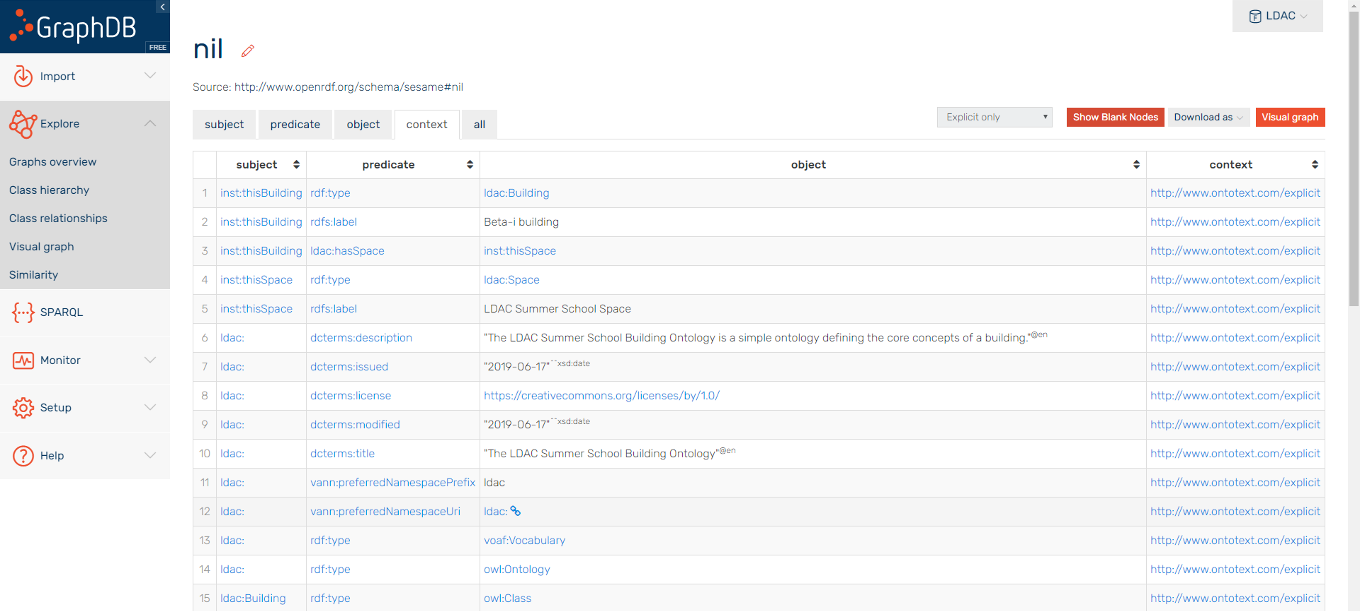 GraphDB
FREE
LDAC
nil
Source: http://www.openrdf.org/schema/sesame#nil
Import
Explore
Graphs overview
Class hierarchy
Class relationships
Visual graph
Similarity
SPARQL
Monitor
Setup
Help
subject predicate object context all
Explicit only Show Blank Nodes Download as Visual graph
subject predicate object context
1 inst:thisBuilding rdf:type ldac:Building http://www.ontotext.com/explicit
2 inst:thisBuilding rdfs:label Beta-i building http://www.ontotext.com/explicit
3 inst:thisBuilding ldac:hasSpace inst:thisSpace http://www.ontotext.com/explicit
4 inst:thisSpace rdf:type ldac:Space http://www.ontotext.com/explicit
5 inst:thisSpace rdfs:label LDAC Summer School Space http://www.ontotext.com/explicit
6 ldac: dcterms:description "The LDAC Summer School Building Ontology is a simple ontology defining the core concepts of a building."@en http://www.ontotext.com/explicit
7 ldac: dcterms:issued "2019-06-17"^^xsd:date http://www.ontotext.com/explicit
8 ldac: dcterms:license https://creativecommons.org/licenses/by/1.0/ http://www.ontotext.com/explicit
9 ldac: dcterms:modified "2019-06-17"^^xsd:date http://www.ontotext.com/explicit
10 ldac: dcterms:title "The LDAC Summer School Building Ontology"@en http://www.ontotext.com/explicit
11 ldac: vann:preferredNamespacePrefix ldac http://www.ontotext.com/explicit
12 ldac: vann:preferredNamespaceUri ldac: http://www.ontotext.com/explicit
13 ldac: rdf:type voaf:Vocabulary http://www.ontotext.com/explicit
14 ldac: rdf:type owl:Ontology http://www.ontotext.com/explicit
15 ldac:Building rdf:type owl:Class http://www.ontotext.com/explicit